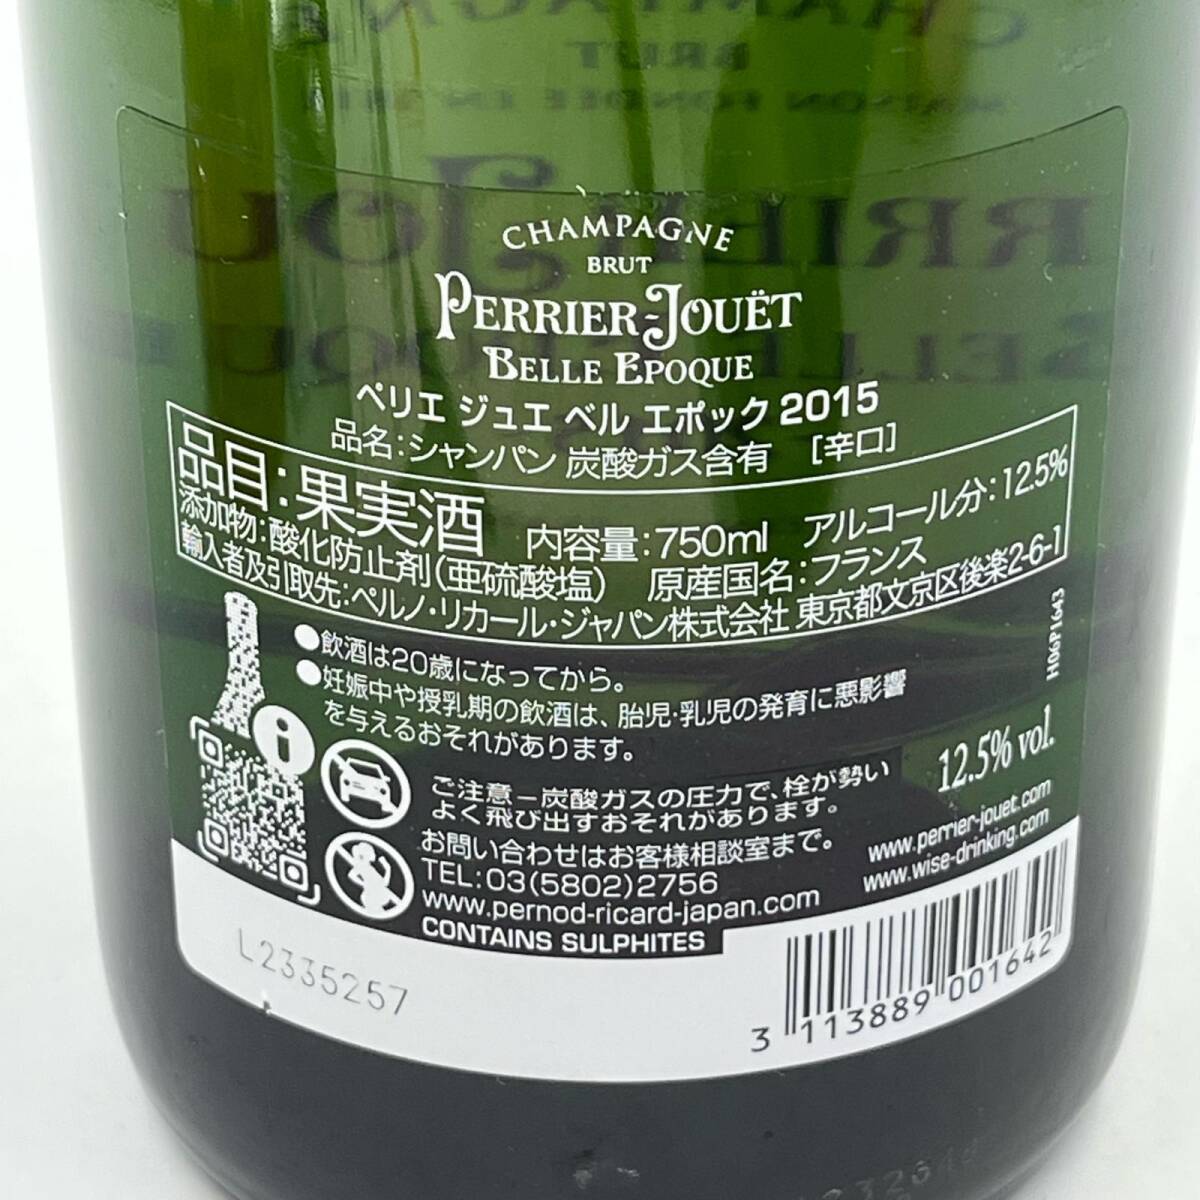 CHAMPAGNE
BRUT
PERRIER-JOUËT
BELLE EPOQUE
ペリエ ジュエ ベル エポック 2015
品名:シャンパン 炭酸ガス含有 [辛口]
品目:果実酒 内容量:750ml アルコール分:12.5%
添加物:酸化防止剤(亜硫酸塩) 原産国名:フランス
輸入者及引取先:ペルノ・リカール・ジャパン株式会社 東京都文京区後楽2-6-1
●飲酒は20歳になってから。
●妊娠中や授乳期の飲酒は、胎児・乳児の発育に悪影響
を与えるおそれがあります。
ご注意－炭酸ガスの圧力で、栓が勢い
よく飛び出すおそれがあります。
お問い合わせはお客様相談室まで。
TEL:03(5802)2756
www.pernod-ricard-japan.com
CONTAINS SULPHITES
H06P1643
12.5% vol.
www.perrier-jouet.com
www.wise-drinking.com
L2335257
3 113889 001642